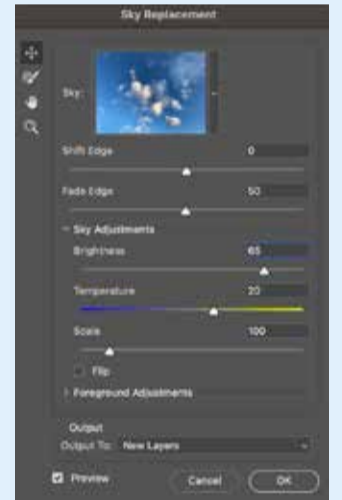 Sky Replacement
Sky:
Shift Edge 0
Fade Edge 50
Sky Adjustments
Brightness 65
Temperature 20
Scale 100
Flip
Foreground Adjustments
Output
Output To: New Layers
Preview Cancel OK